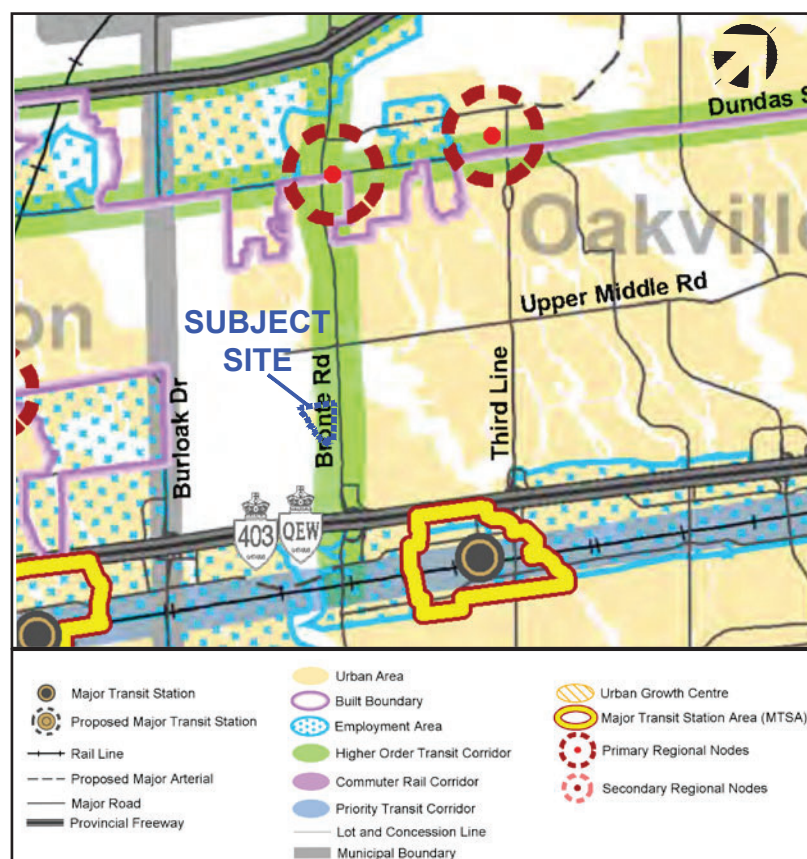 Dundas S
Oakville
on
Upper Middle Rd
SUBJECT
SITE
Burloak Dr
Bronte Rd
Third Line
403
QEW
Major Transit Station
Proposed Major Transit Station
Rail Line
Proposed Major Arterial
Major Road
Provincial Freeway
Urban Area
Built Boundary
Employment Area
Higher Order Transit Corridor
Commuter Rail Corridor
Priority Transit Corridor
Lot and Concession Line
Municipal Boundary
Urban Growth Centre
Major Transit Station Area (MTSA)
Primary Regional Nodes
Secondary Regional Nodes